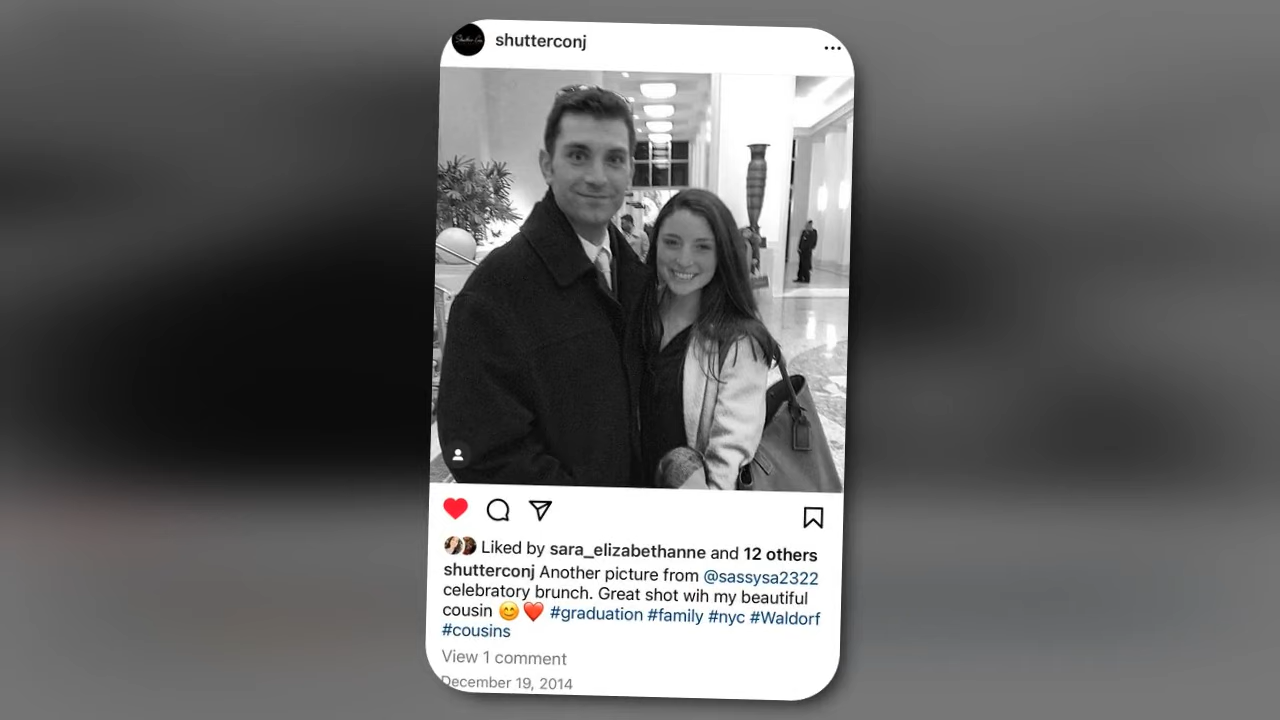 shutterconj
Liked by sara_elizabethanne and 12 others
shutterconj Another picture from @sassysa2322
celebratory brunch. Great shot wih my beautiful
cousin 😊❤️ #graduation #family #nyc #Waldorf
#cousins
View 1 comment
December 19, 2014